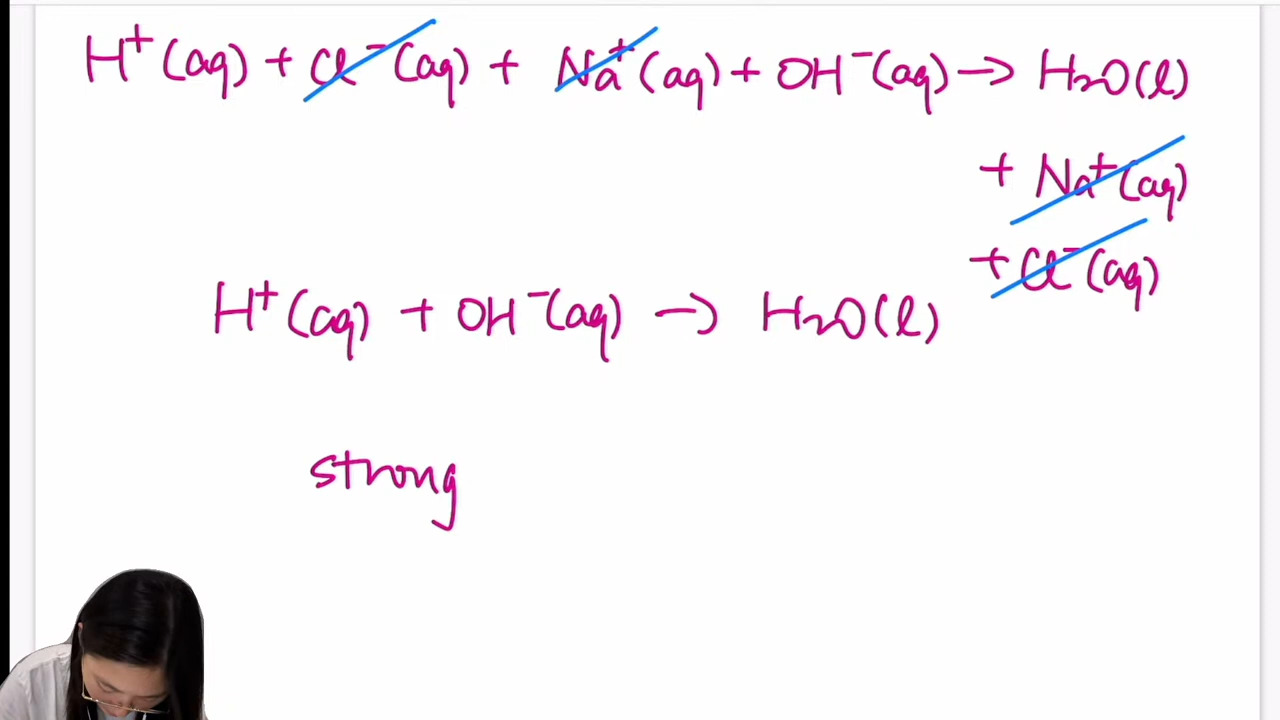 H⁺(aq) + Cl⁻(aq) + Na⁺(aq) + OH⁻(aq) → H₂O(l)
+ Na⁺(aq)
+ Cl⁻(aq)
H⁺(aq) + OH⁻(aq) → H₂O(l)
strong